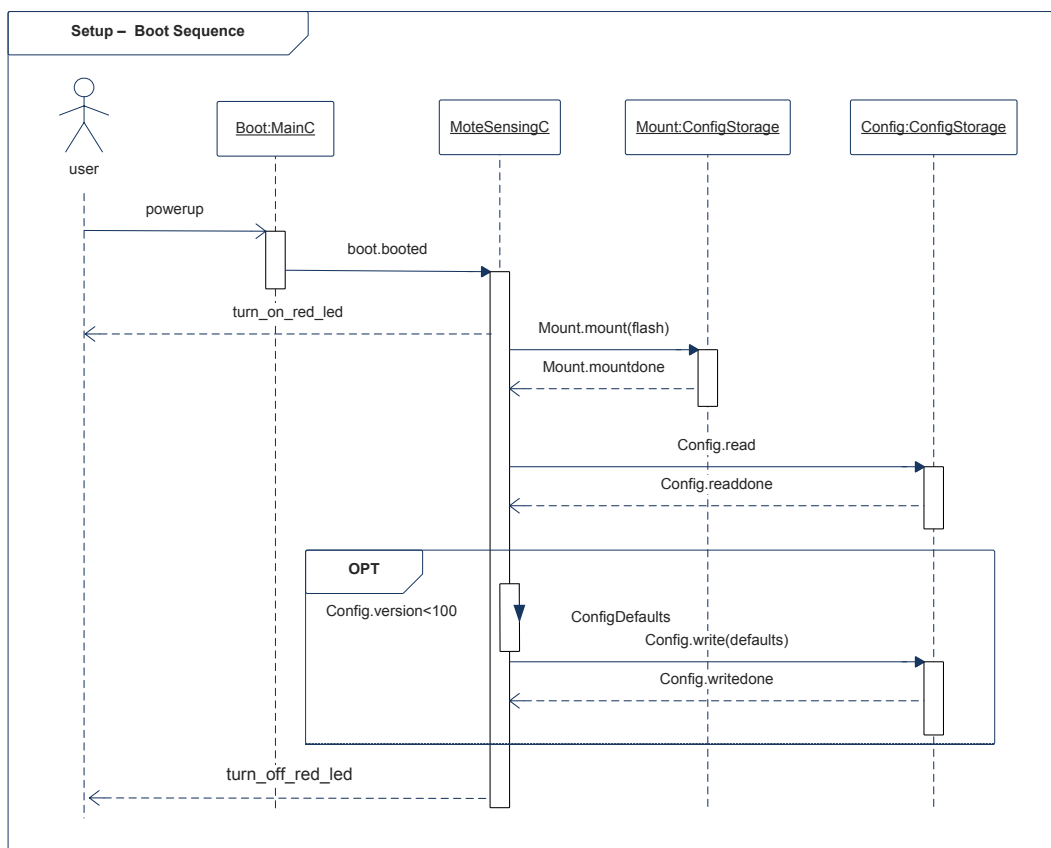 Setup – Boot Sequence
user
Boot:MainC
MoteSensingC
Mount:ConfigStorage
Config:ConfigStorage
powerup
boot.booted
turn_on_red_led
Mount.mount(flash)
Mount.mountdone
Config.read
Config.readdone
OPT
Config.version<100
ConfigDefaults
Config.write(defaults)
Config.writedone
turn_off_red_led